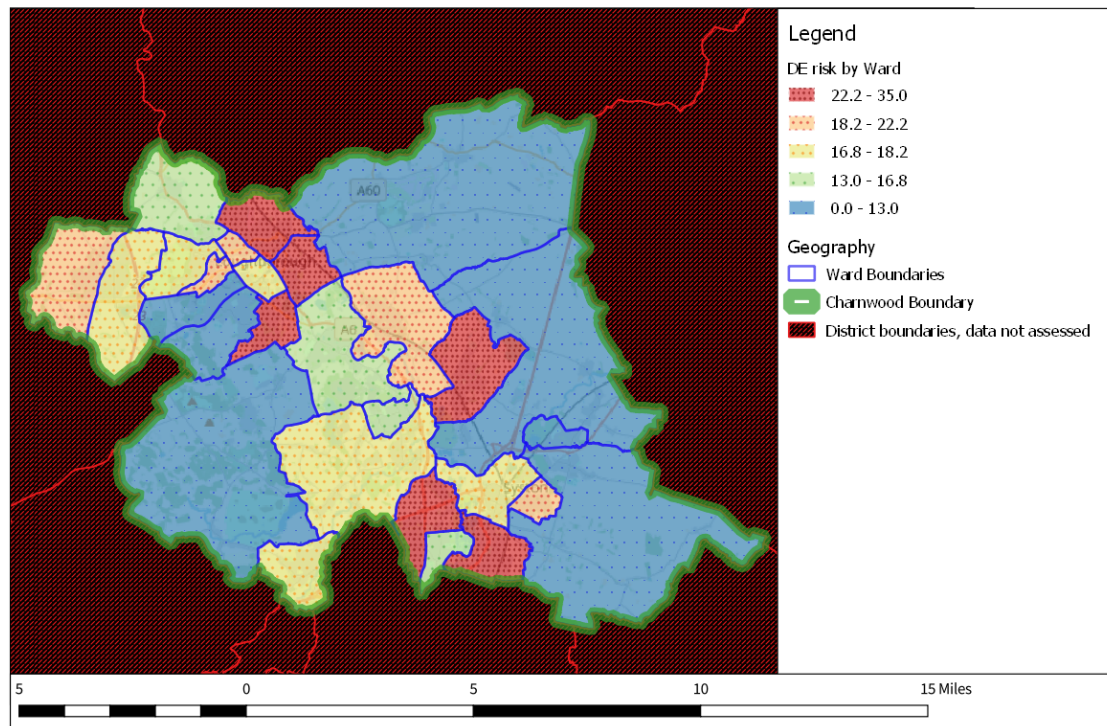 Legend
DE risk by Ward
22.2 - 35.0
18.2 - 22.2
16.8 - 18.2
13.0 - 16.8
0.0 - 13.0
Geography
Ward Boundaries
Charnwood Boundary
District boundaries, data not assessed
A60
A6
5 0 5 10 15 Miles